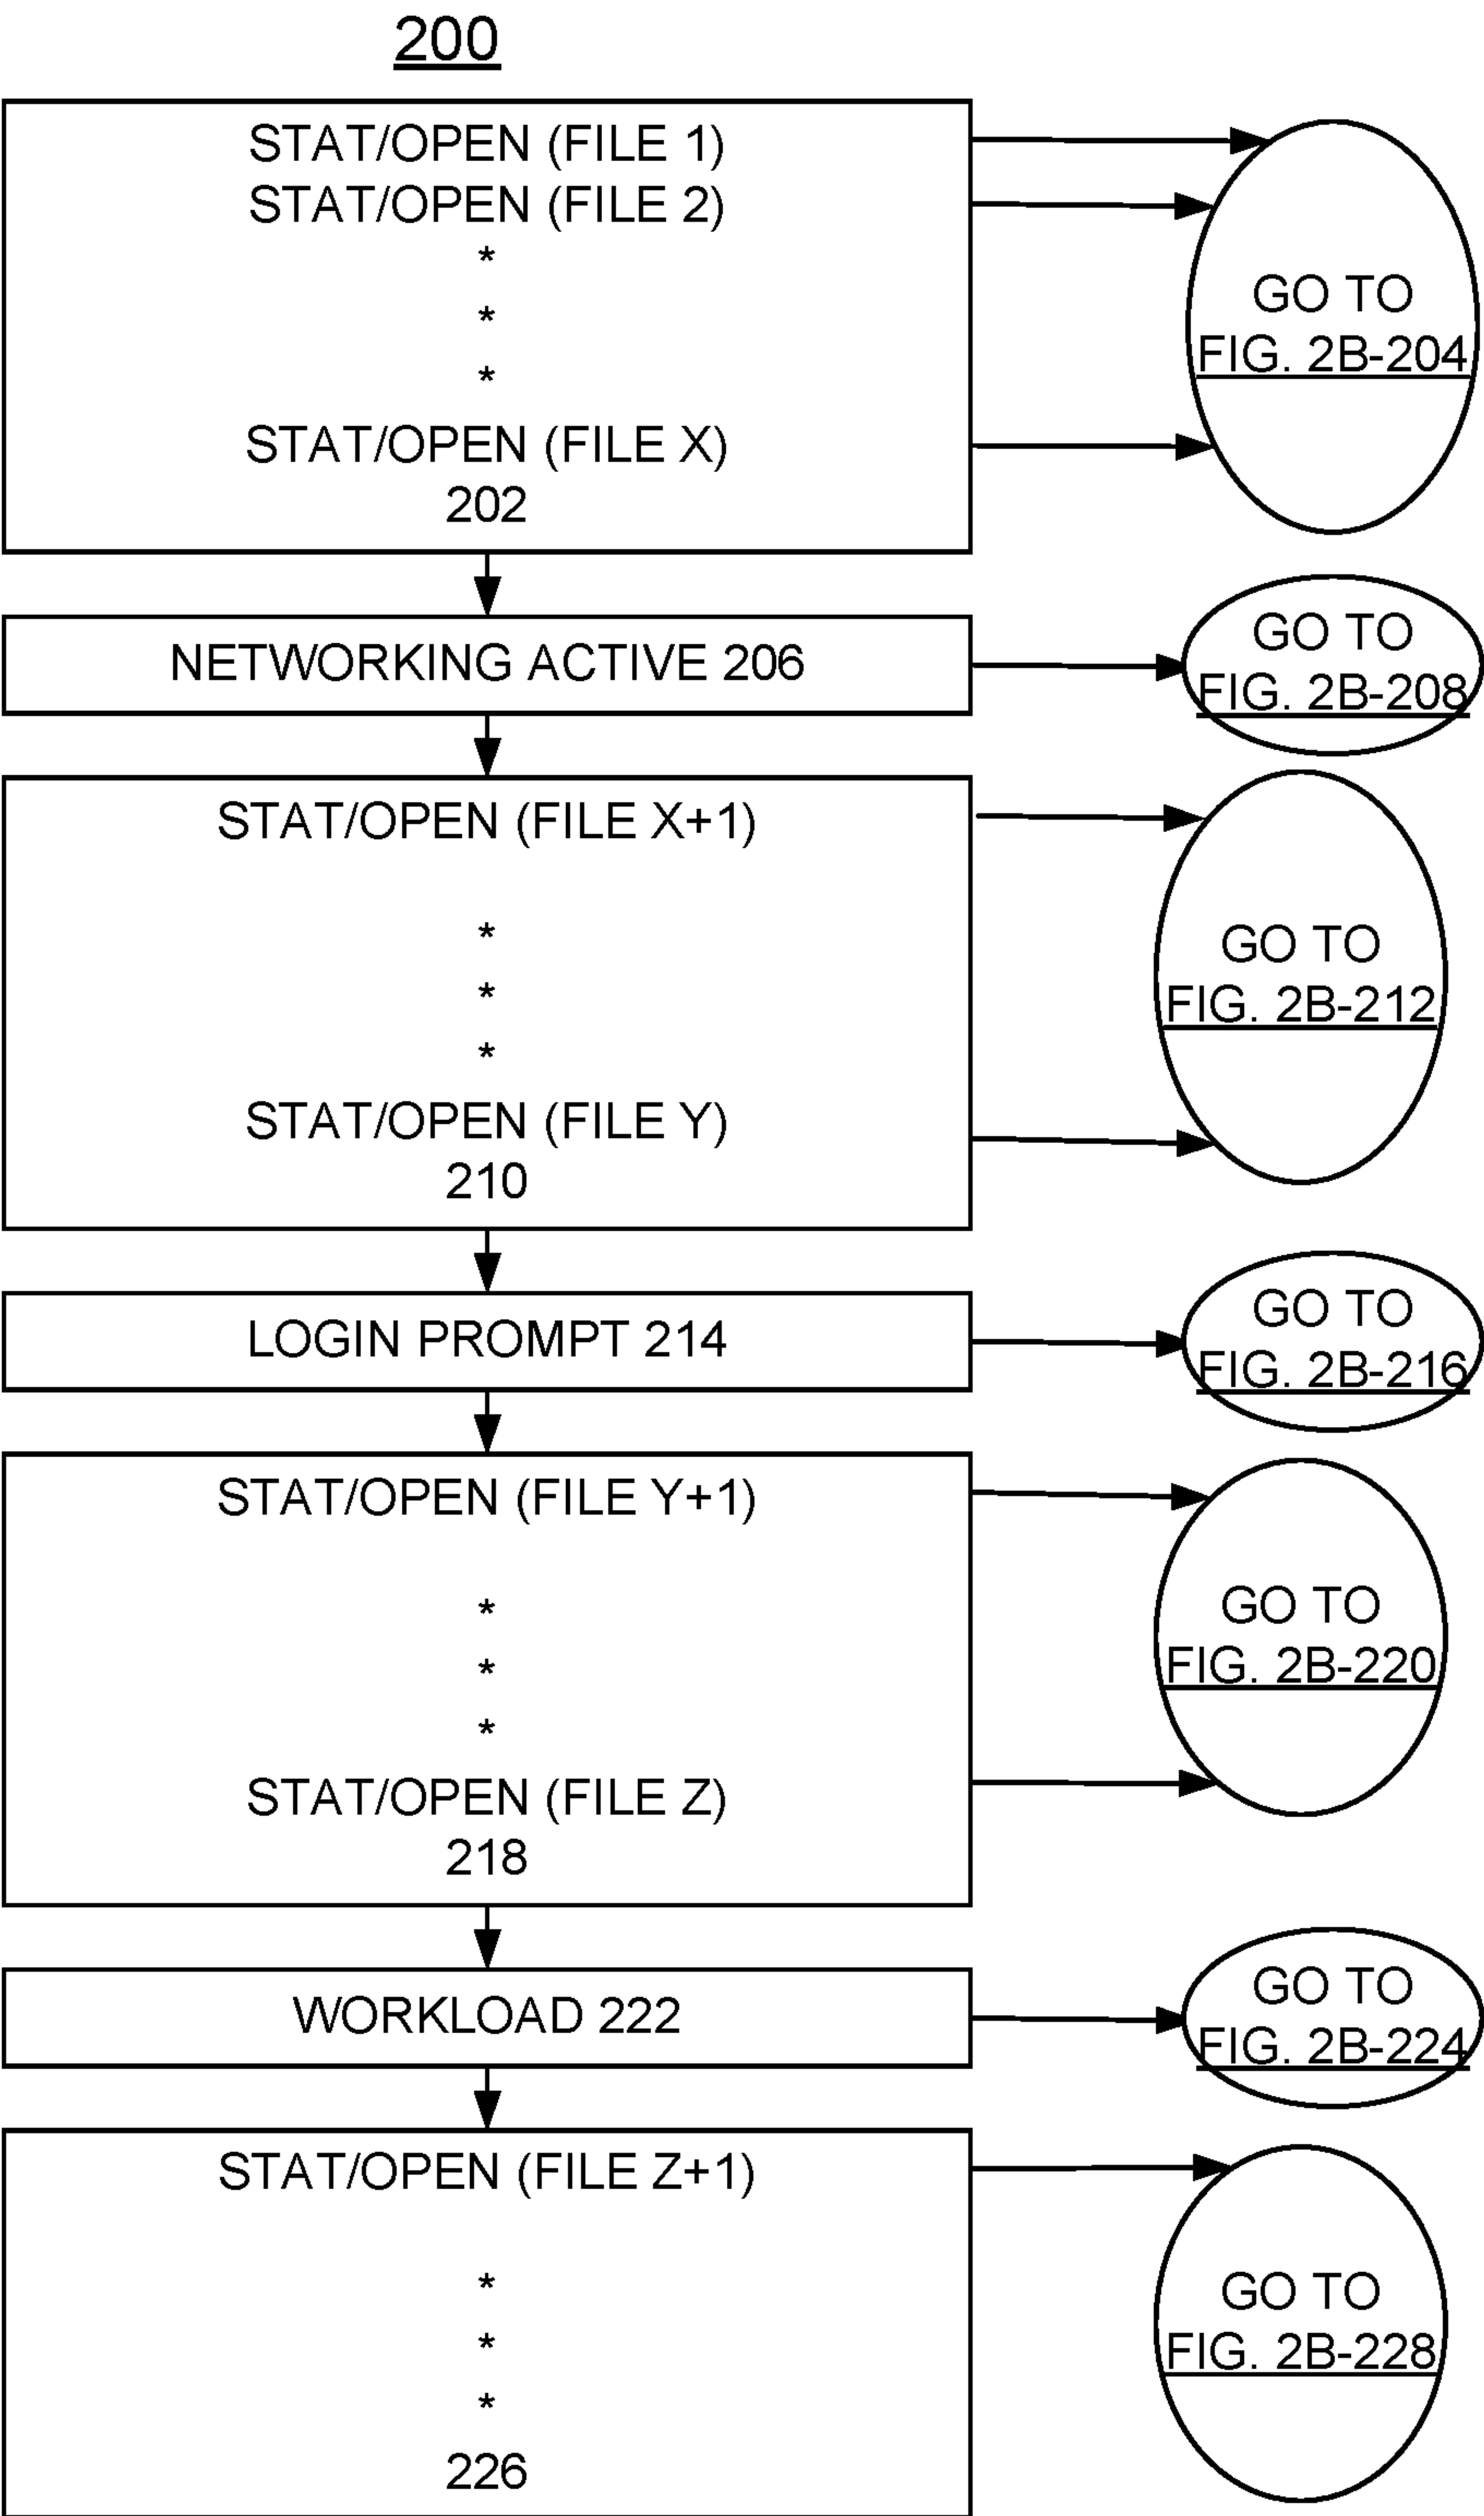 200
STAT/OPEN (FILE 1)
STAT/OPEN (FILE 2)
*
*
*
STAT/OPEN (FILE X)
202
GO TO
FIG. 2B-204
NETWORKING ACTIVE 206
GO TO
FIG. 2B-208
STAT/OPEN (FILE X+1)
*
*
*
STAT/OPEN (FILE Y)
210
GO TO
FIG. 2B-212
LOGIN PROMPT 214
GO TO
FIG. 2B-216
STAT/OPEN (FILE Y+1)
*
*
*
STAT/OPEN (FILE Z)
218
GO TO
FIG. 2B-220
WORKLOAD 222
GO TO
FIG. 2B-224
STAT/OPEN (FILE Z+1)
*
*
*
226
GO TO
FIG. 2B-228